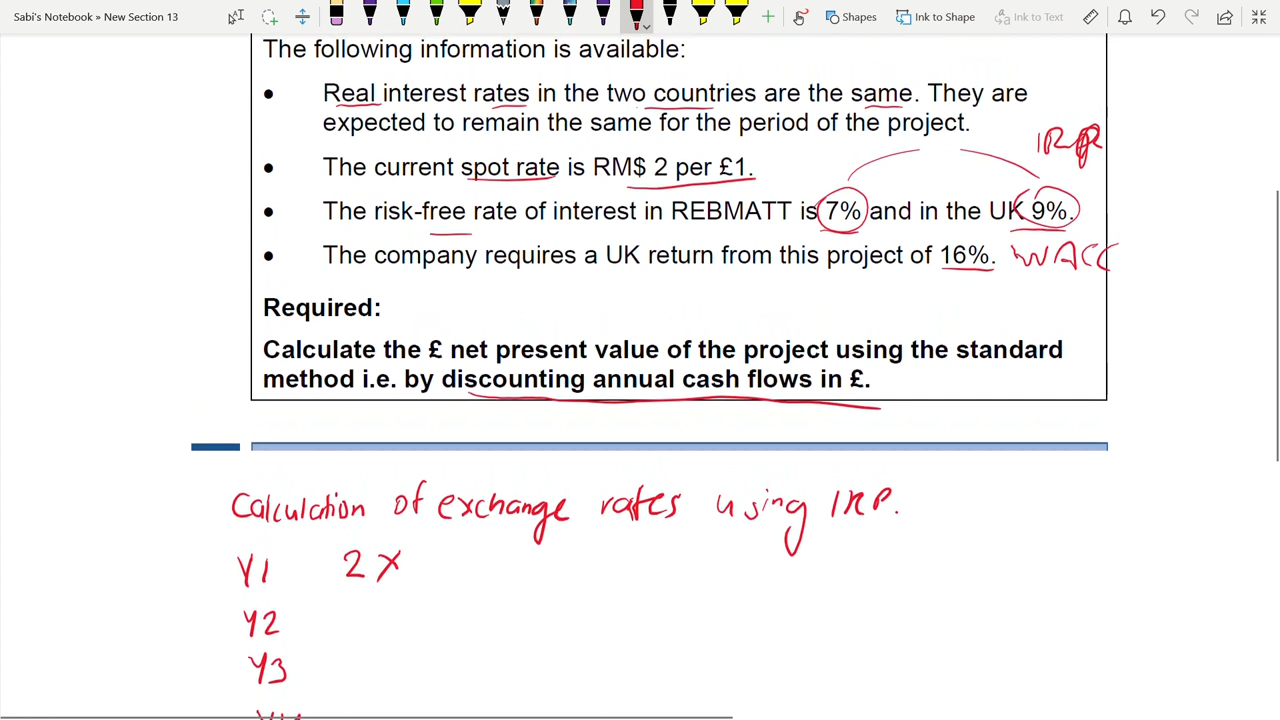 Sabi's Notebook » New Section 13
Shapes Ink to Shape Ink to Text
The following information is available:
• Real interest rates in the two countries are the same. They are
expected to remain the same for the period of the project.
IRP
• The current spot rate is RM$ 2 per £1.
• The risk-free rate of interest in REBMATT is 7% and in the UK 9%.
• The company requires a UK return from this project of 16%. WACC
Required:
Calculate the £ net present value of the project using the standard
method i.e. by discounting annual cash flows in £.
Calculation of exchange rates using IRP.
Y1 2 ×
Y2
Y3